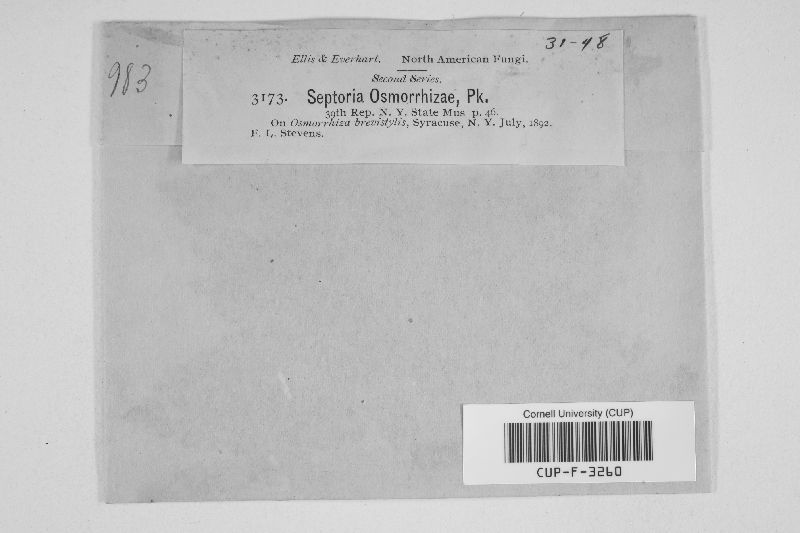 31-48
983
Ellis & Everhart. North American Fungi.
Second Series.
3173. Septoria Osmorrhizae, Pk.
39th Rep. N. Y. State Mus p. 46.
On Osmorrhiza brevistylis, Syracuse, N. Y. July, 1892.
F. L. Stevens.
Cornell University (CUP)
CUP-F-3260